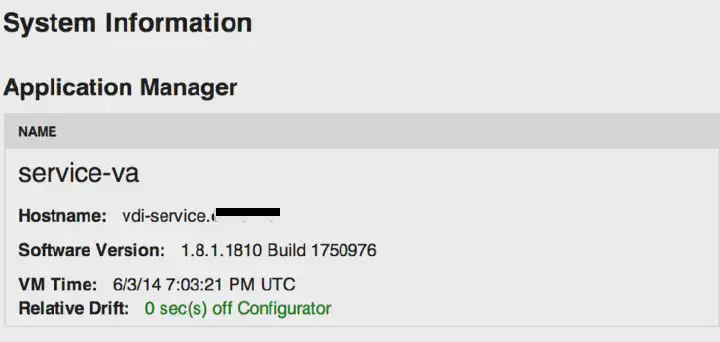 System Information
Application Manager
NAME
service-va
Hostname: vdi-service.
Software Version: 1.8.1.1810 Build 1750976
VM Time: 6/3/14 7:03:21 PM UTC
Relative Drift: 0 sec(s) off Configurator